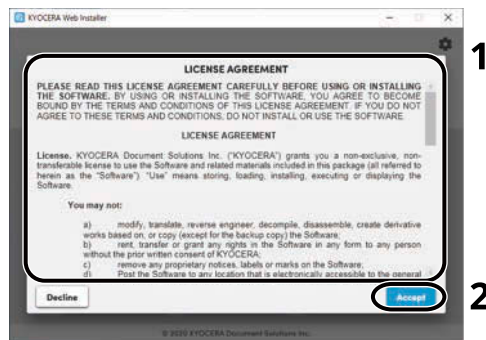 KYOCERA Web Installer
1
LICENSE AGREEMENT
PLEASE READ THIS LICENSE AGREEMENT CAREFULLY BEFORE USING OR INSTALLING
THE SOFTWARE. BY USING OR INSTALLING THE SOFTWARE, YOU AGREE TO BECOME
BOUND BY THE TERMS AND CONDITIONS OF THIS LICENSE AGREEMENT. IF YOU DO NOT
AGREE TO THESE TERMS AND CONDITIONS, DO NOT INSTALL OR USE THE SOFTWARE.
LICENSE AGREEMENT
License. KYOCERA Document Solutions Inc. ("KYOCERA") grants you a non-exclusive, non-
transferable license to use the Software and related materials included in this package (all referred to
herein as the "Software") "Use" means storing, loading, installing, executing or displaying the
Software.
You may not:
a) modify, translate, reverse engineer, decompile, disassemble, create derivative
works based on, or copy (except for the backup copy) the Software;
b) rent, transfer or grant any rights in the Software in any form to any person
without the prior written consent of KYOCERA;
c) remove any proprietary notices, labels or marks on the Software;
d) Post the Software to any location that is electronically accessible to the general
Decline
Accept
2
© 2020 KYOCERA Document Solutions Inc.